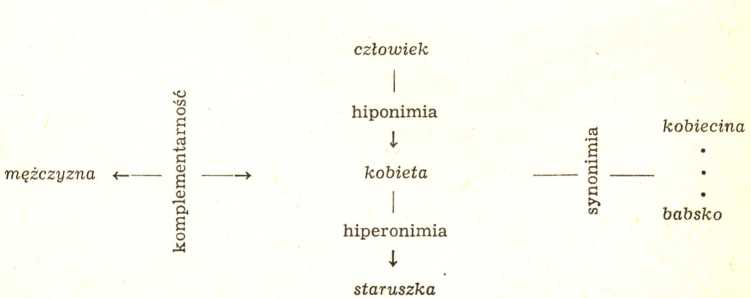 człowiek
hiponimia
komplementarność
kobiecina
mężczyzna
kobieta
synonimia
babsko
hiperonimia
staruszka